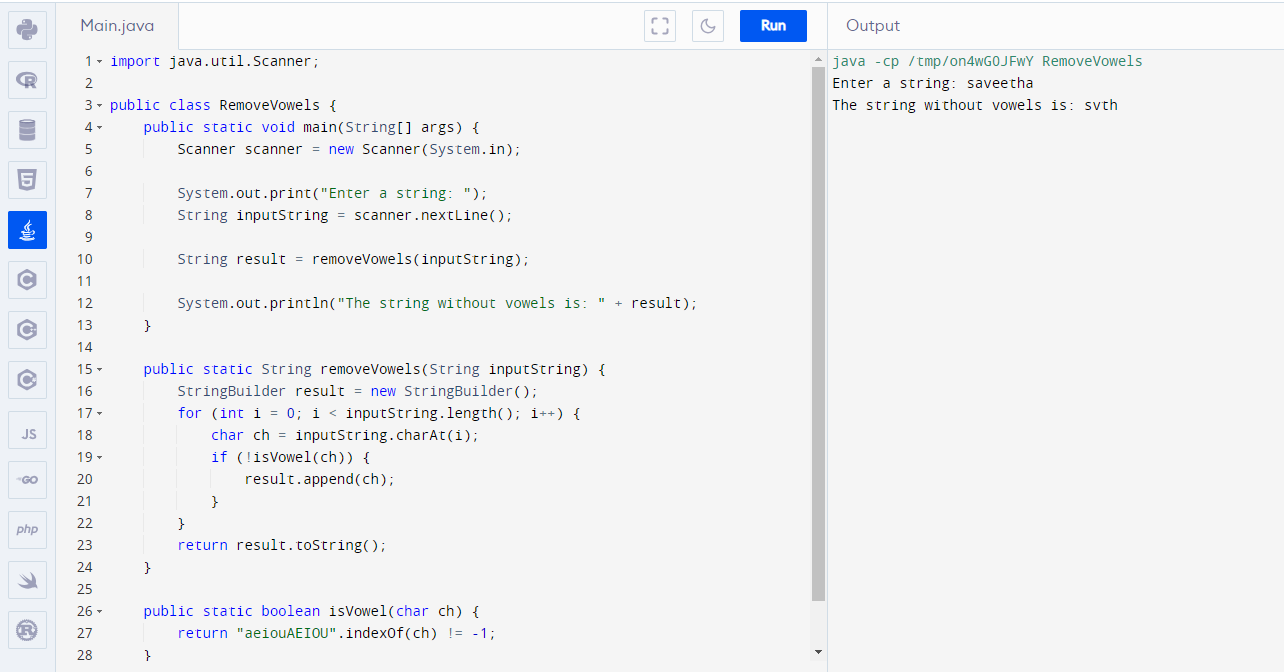 Main.java
Run
Output
1 import java.util.Scanner;
2
3 public class RemoveVowels {
4     public static void main(String[] args) {
5         Scanner scanner = new Scanner(System.in);
6
7         System.out.print("Enter a string: ");
8         String inputString = scanner.nextLine();
9
10         String result = removeVowels(inputString);
11
12         System.out.println("The string without vowels is: " + result);
13     }
14
15     public static String removeVowels(String inputString) {
16         StringBuilder result = new StringBuilder();
17         for (int i = 0; i < inputString.length(); i++) {
18             char ch = inputString.charAt(i);
19             if (!isVowel(ch)) {
20                 result.append(ch);
21             }
22         }
23         return result.toString();
24     }
25
26     public static boolean isVowel(char ch) {
27         return "aeiouAEIOU".indexOf(ch) != -1;
28     }
java -cp /tmp/on4wG0JFwY RemoveVowels
Enter a string: saveetha
The string without vowels is: svth
R
5
C
C
C
JS
GO
php
R